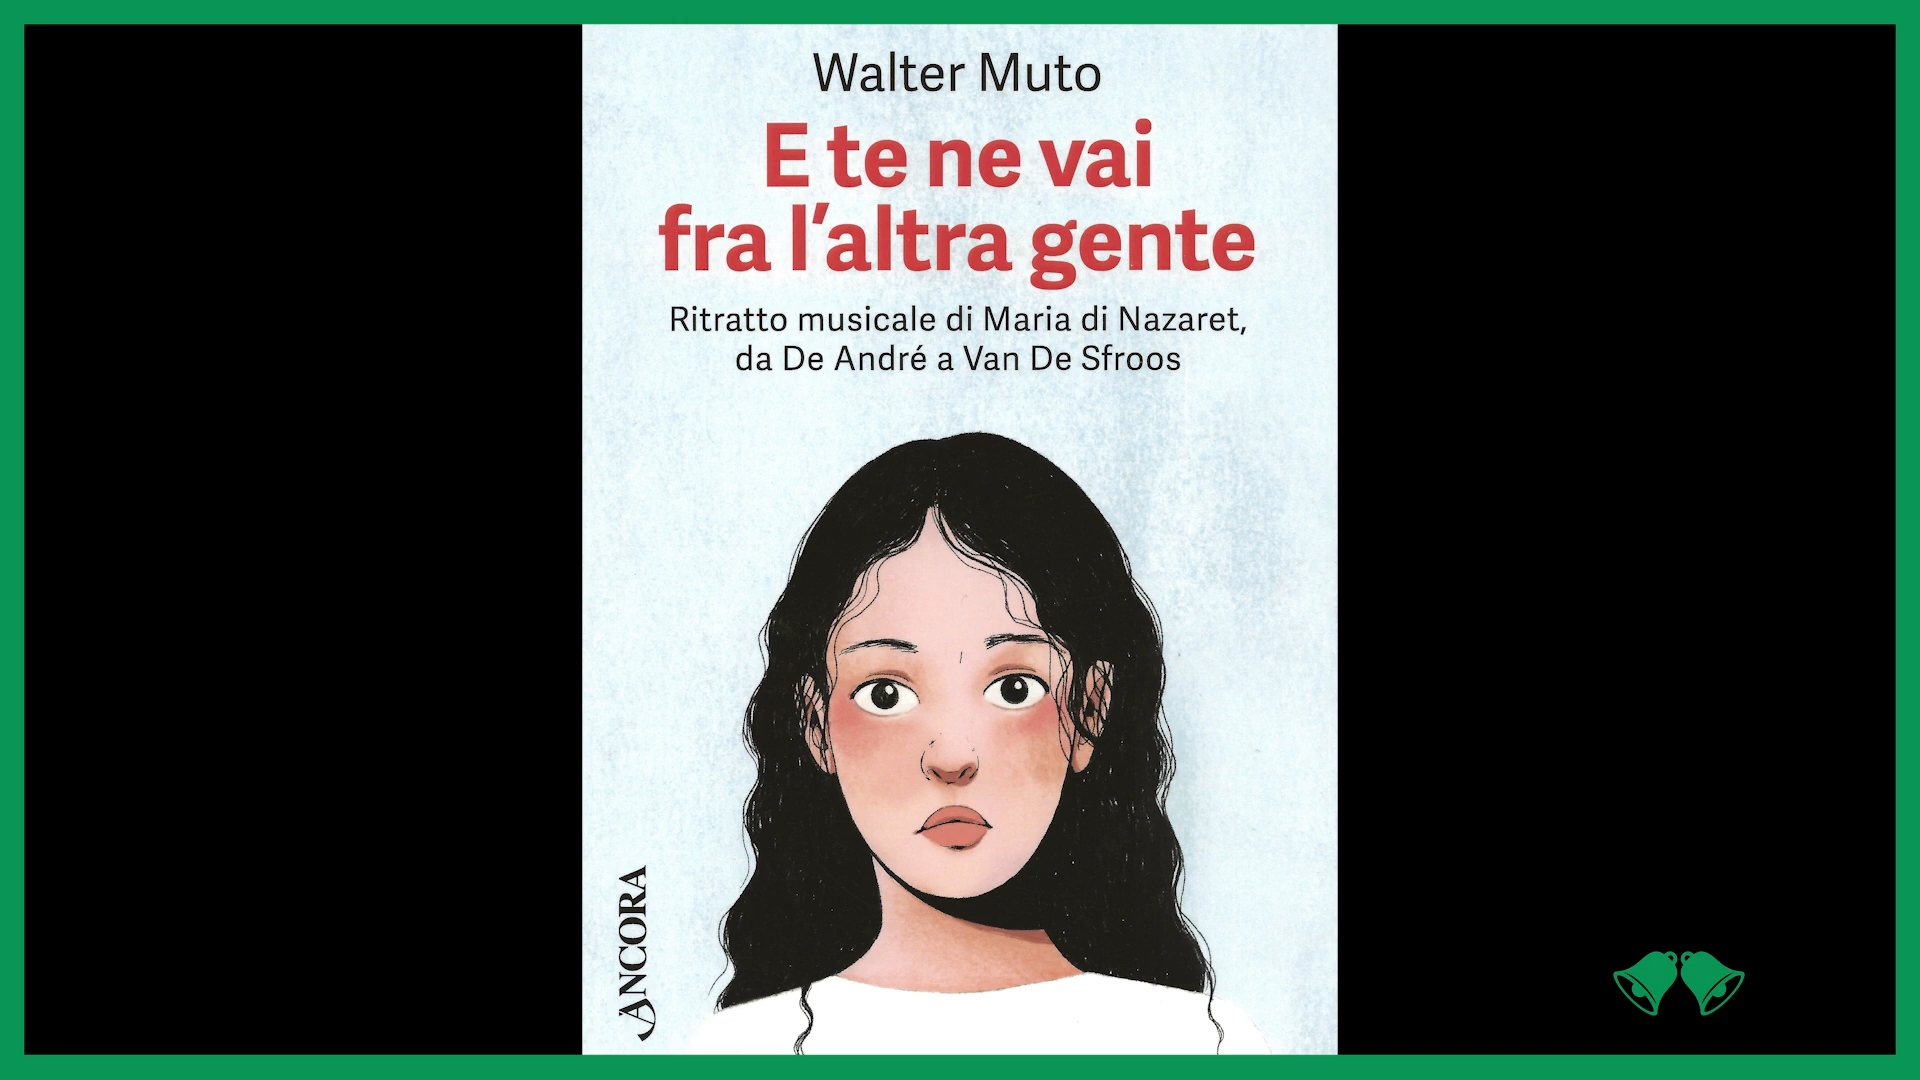 Walter Muto
E te ne vai
fra l'altra gente
Ritratto musicale di Maria di Nazaret,
da De André a Van De Sfroos
ANCORA